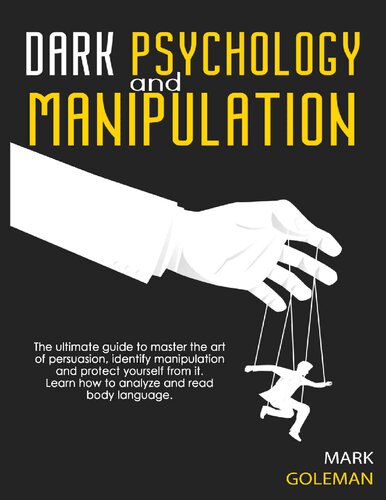 DARK PSYCHOLOGY
and
MANIPULATION
The ultimate guide to master the art
of persuasion, identify manipulation
and protect yourself from it.
Learn how to analyze and read
body language.
MARK
GOLEMAN